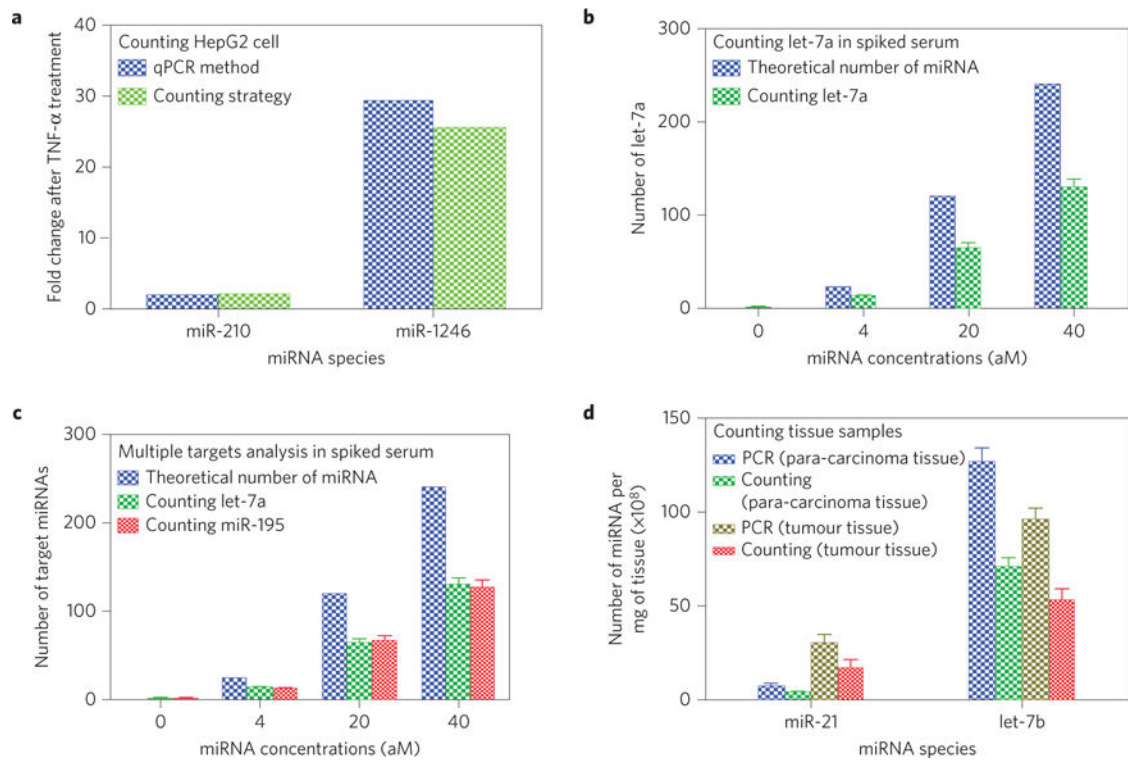 a
Fold change after TNF-α treatment
40
30
20
10
0
Counting HepG2 cell
qPCR method
Counting strategy
miR-210
miR-1246
miRNA species
b
Number of let-7a
300
200
100
0
Counting let-7a in spiked serum
Theoretical number of miRNA
Counting let-7a
0
4
20
40
miRNA concentrations (aM)
c
Number of target miRNAs
300
200
100
0
Multiple targets analysis in spiked serum
Theoretical number of miRNA
Counting let-7a
Counting miR-195
0
4
20
40
miRNA concentrations (aM)
d
Number of miRNA per
mg of tissue (×10⁸)
150
100
50
0
Counting tissue samples
PCR (para-carcinoma tissue)
Counting
(para-carcinoma tissue)
PCR (tumour tissue)
Counting (tumour tissue)
miR-21
let-7b
miRNA species